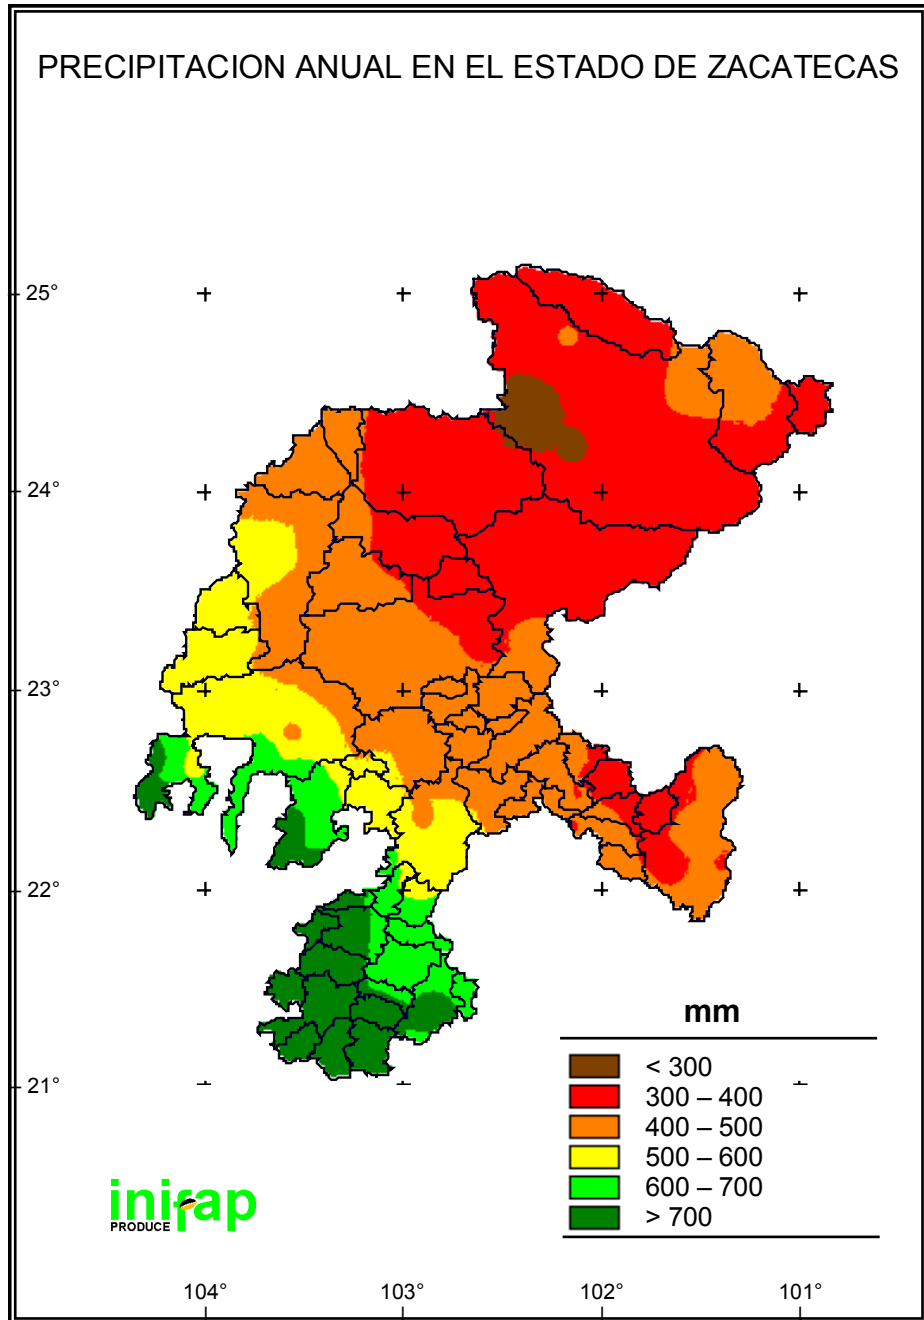 PRECIPITACION ANUAL EN EL ESTADO DE ZACATECAS
25°
24°
23°
22°
21°
mm
< 300
300 – 400
400 – 500
500 – 600
600 – 700
> 700
inifap
PRODUCE
104° 103° 102° 101°